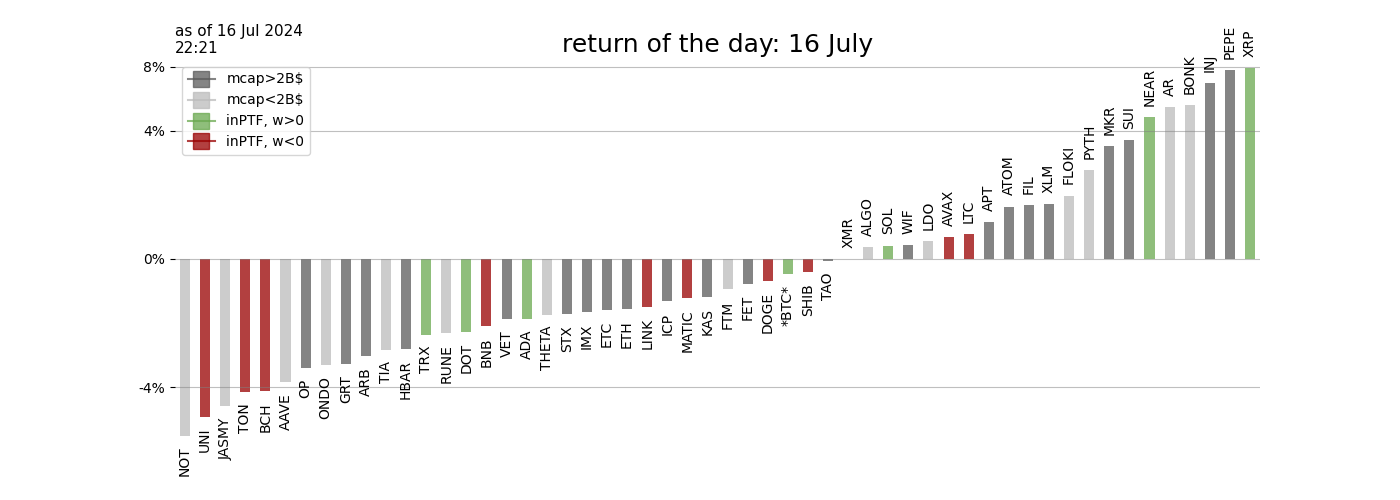 as of 16 Jul 2024
22:21
return of the day: 16 July
mcap>2B$
mcap<2B$
inPTF, w>0
inPTF, w<0
8%
4%
0%
-4%
NOT
UNI
JASMY
TON
BCH
AAVE
OP
ONDO
GRT
ARB
TIA
HBAR
TRX
RUNE
DOT
BNB
VET
ADA
THETA
STX
IMX
ETC
ETH
LINK
ICP
MATIC
KAS
FTM
FET
DOGE
*BTC*
SHIB
TAO
XMR
ALGO
SOL
WIF
LDO
AVAX
LTC
APT
ATOM
FIL
XLM
FLOKI
PYTH
MKR
SUI
NEAR
AR
BONK
INJ
PEPE
XRP